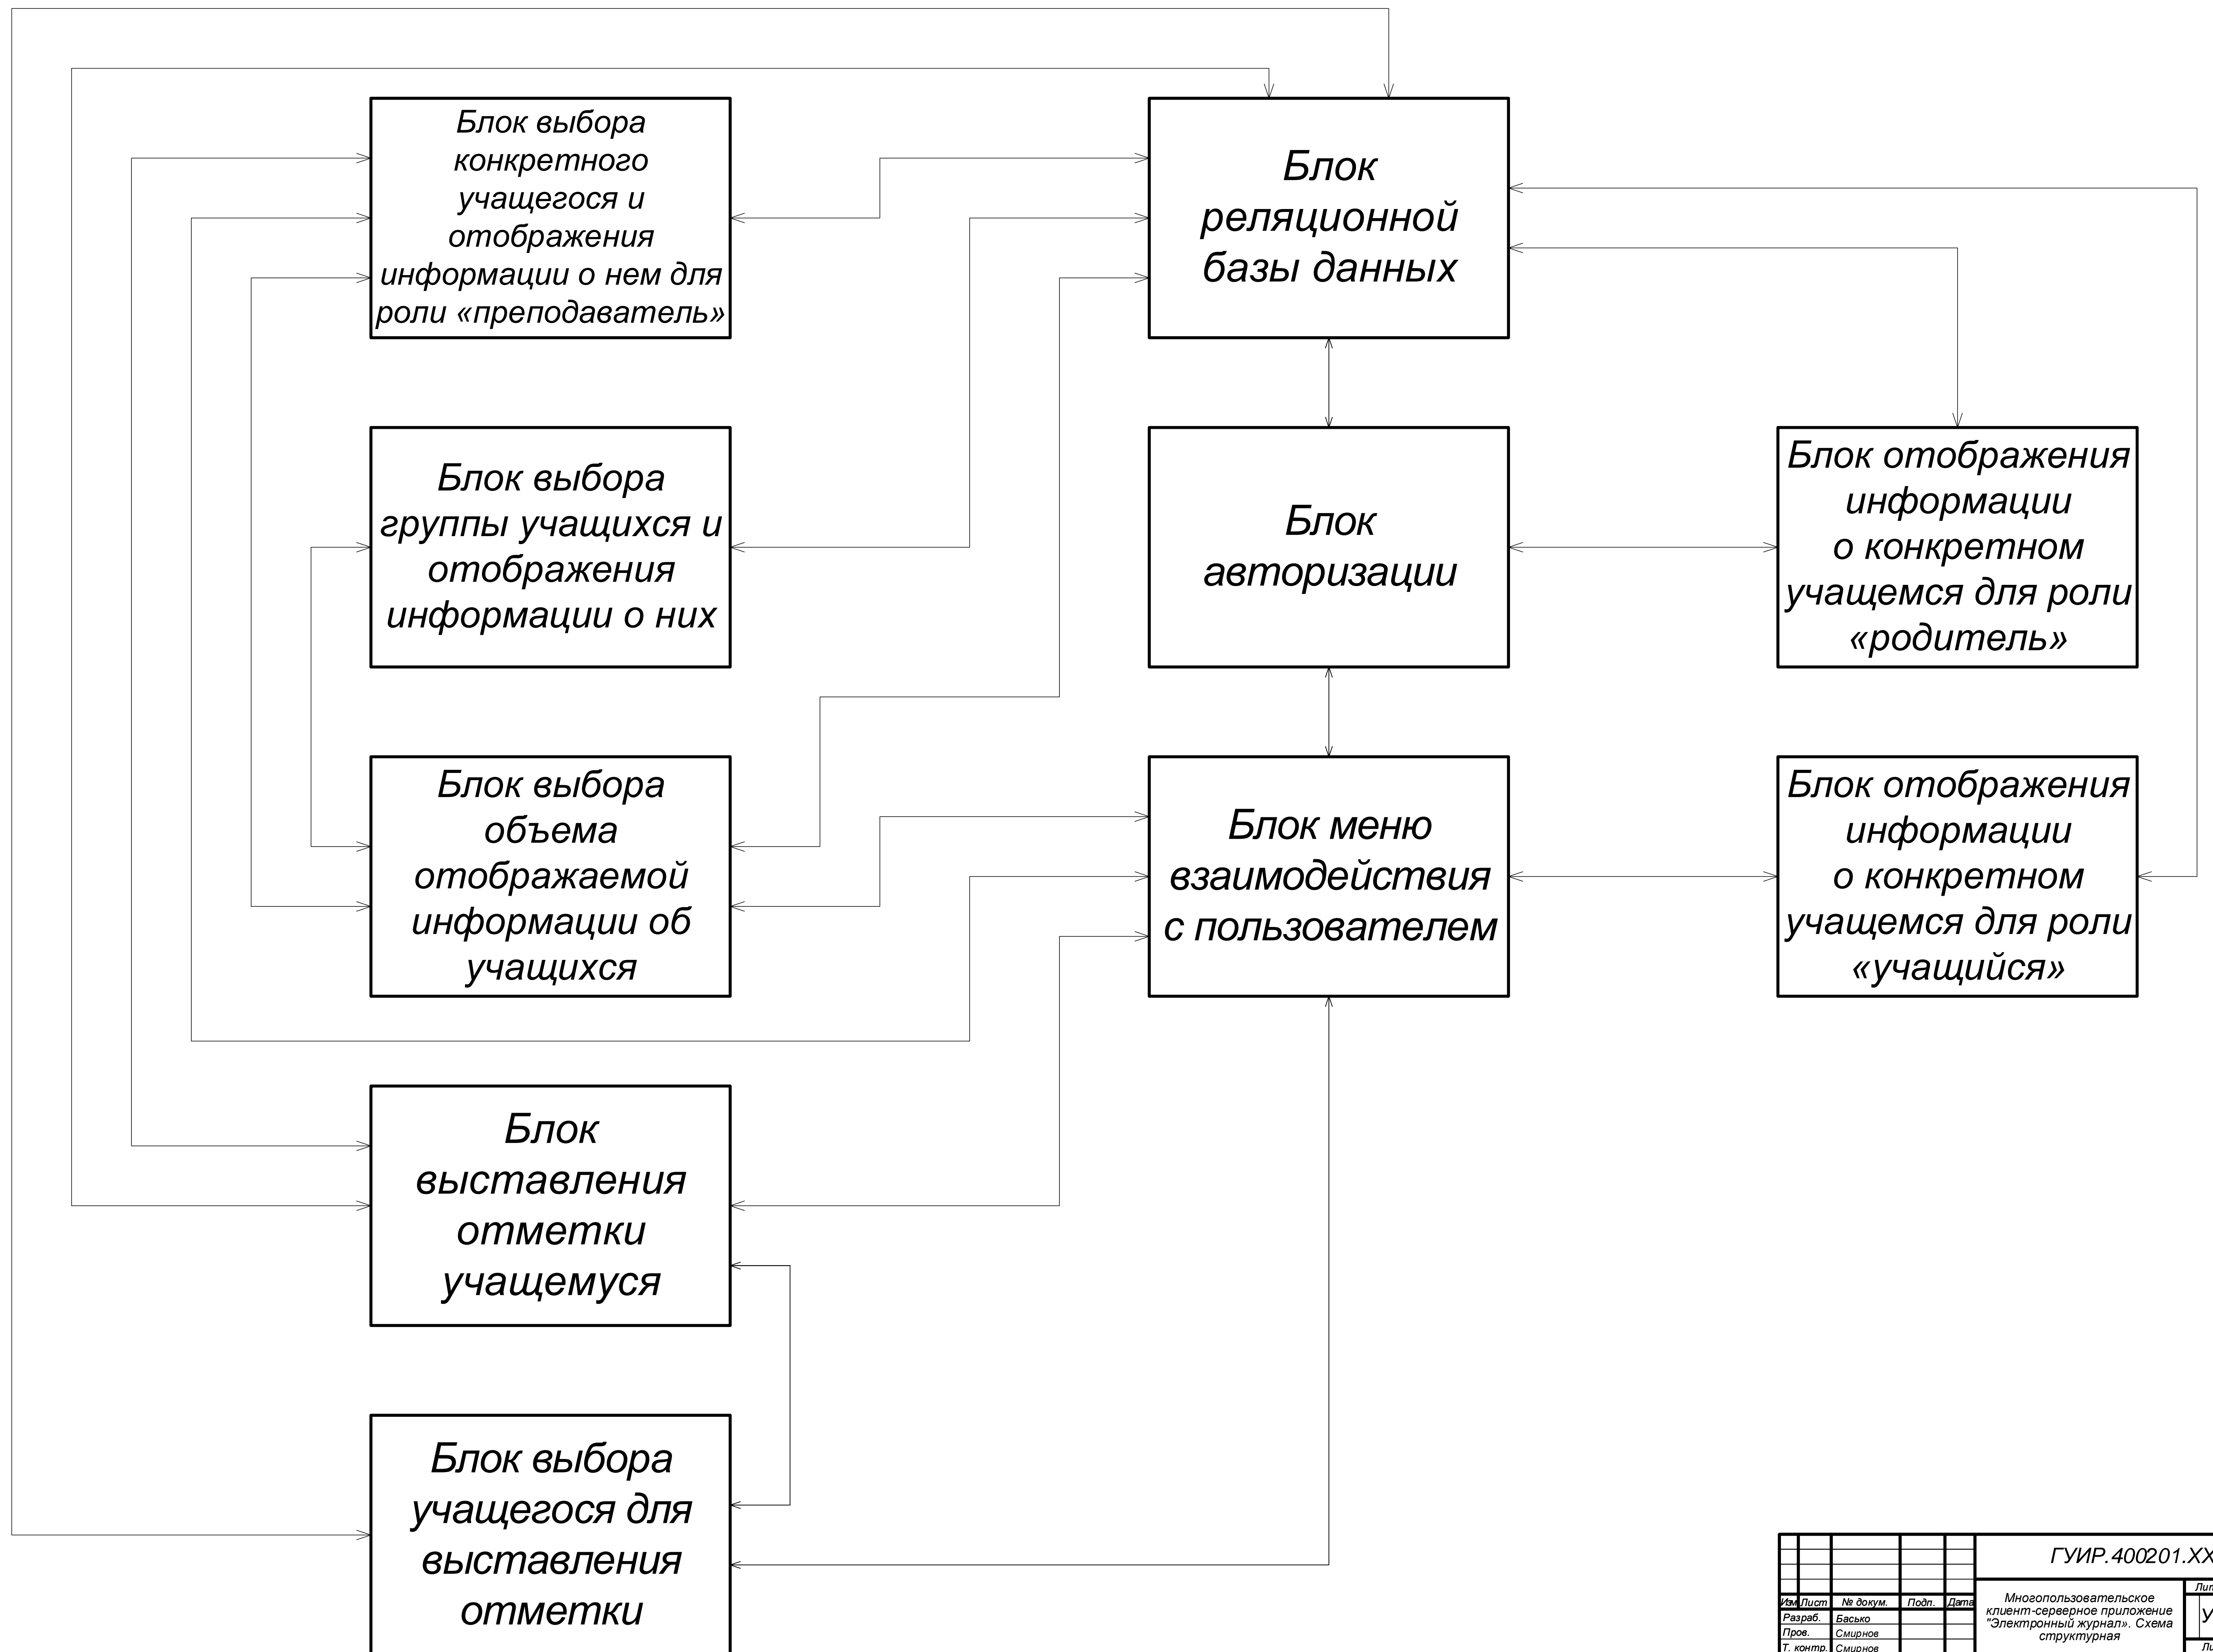 Блок выбора
конкретного
учащегося и
отображения
информации о нем для
роли «преподаватель»
Блок
реляционной
базы данных
Блок выбора
группы учащихся и
отображения
информации о них
Блок
авторизации
Блок отображения
информации
о конкретном
учащемся для роли
«родитель»
Блок выбора
объема
отображаемой
информации об
учащихся
Блок меню
взаимодействия
с пользователем
Блок отображения
информации
о конкретном
учащемся для роли
«учащийся»
Блок
выставления
отметки
учащемуся
Блок выбора
учащегося для
выставления
отметки
ГУИР.400201.XX
Изм Лист № докум. Подп. Дата
Разраб. Басько
Пров. Смирнов
Т. контр. Смирнов
Многопользовательское
клиент-серверное приложение
"Электронный журнал». Схема
структурная
Лит
У
Ли